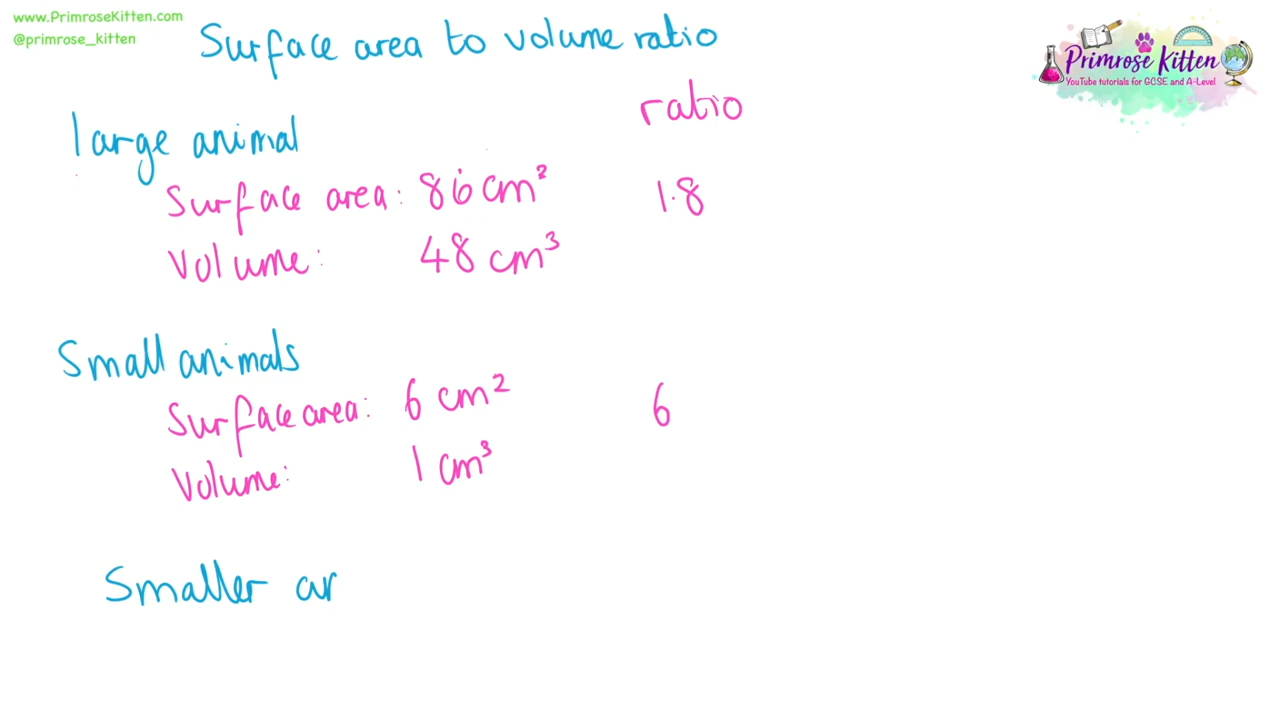 www.PrimroseKitten.com
@primrose_kitten
Surface area to volume ratio
Primrose Kitten
YouTube tutorials for GCSE and A-Level
ratio
large animal
Surface area: 86 cm² 1.8
Volume: 48 cm³
Small animals
Surface area: 6 cm² 6
Volume: 1 cm³
Smaller